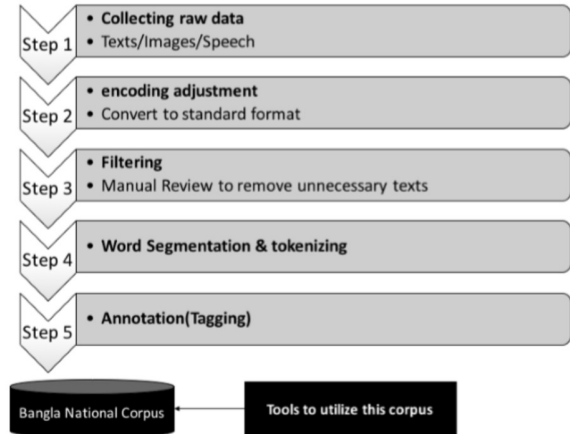 Step 1
• Collecting raw data
• Texts/Images/Speech
Step 2
• encoding adjustment
• Convert to standard format
Step 3
• Filtering
• Manual Review to remove unnecessary texts
Step 4
• Word Segmentation & tokenizing
Step 5
• Annotation(Tagging)
Bangla National Corpus
Tools to utilize this corpus